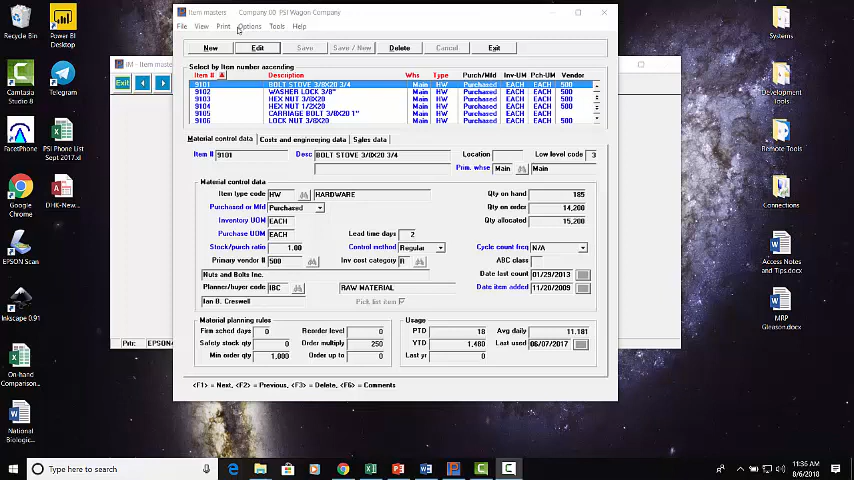 Item masters Company 00 PSI Wagon Company
File View Print Options Tools Help
New Edit Save Save / New Delete Cancel Exit
Select by Item number ascending
Item # Description Whs Type Purch/Mfd Inv-UM Pch-UM Vendor
9101 BOLT STOVE 3/8X20 3/4 Main HW Purchased EACH EACH 500
9102 WASHER LOCK 3/8" Main HW Purchased EACH EACH 500
9103 HEX NUT 3/8X20 Main HW Purchased EACH EACH 500
9104 HEX NUT 1/2X20 Main HW Purchased EACH EACH 500
9105 CARRIAGE BOLT 3/8X20 1" Main HW Purchased EACH EACH 500
9106 LOCK NUT 3/8X20 Main HW Purchased EACH EACH 500
Material control data Costs and engineering data Sales data
Item # 9101 Desc BOLT STOVE 3/8X20 3/4 Location Low level code 3
Prim. whse Main Main
Material control data
Item type code HW HARDWARE
Purchased or Mfd Purchased
Inventory UOM EACH
Purchase UOM EACH Lead time days 2
Stock/purch ratio 1.00 Control method Regular
Primary vendor # 500 Inv cost category R
Nuts and Bolts Inc.
Planner/buyer code IBC RAW MATERIAL
Ian B. Creswell Pick list item
Qty on hand 185
Qty on order 14,200
Qty allocated 15,200
Cycle count freq N/A
ABC class
Date last count 01/29/2013
Date item added 11/20/2009
Material planning rules
Firm sched days 0 Reorder level 0
Safety stock qty 0 Order multiply 250
Min order qty 1,000 Order up to 0
Usage
PTD 18 Avg daily 11.181
YTD 1,480 Last used 06/07/2017
Last yr 0
<F1> = Next, <F2> = Previous, <F3> = Delete, <F6> = Comments
IM - Item mast
Exit
Prtr: EPSON4
Recycle Bin
Power BI Desktop
Camtasia Studio 8
Telegram
FacetPhone
PSI Phone List Sept 2017.xl
Google Chrome
DHK-New...
EPSON Scan
Inkscape 0.91
On-hand Comparison...
National Biologic...
Systems
Development Tools
Remote Tools
Connections
Access Notes and Tips.docx
MRP Gleason.docx
Type here to search
11:36 AM
8/6/2018